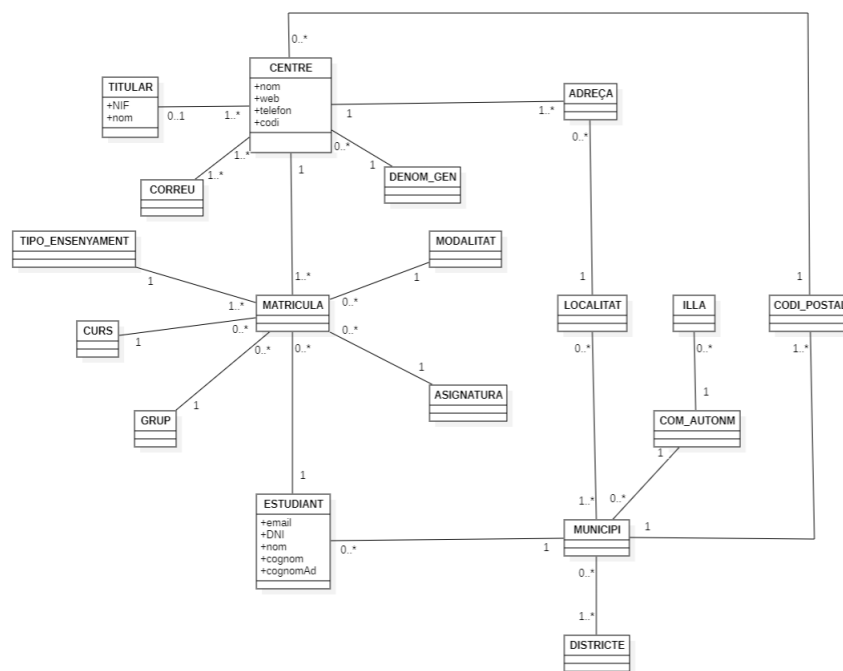 0..*
1
CENTRE
+nom
+web
+telefon
+codi
TITULAR
+NIF
+nom
0..1
1..*
1
1..*
ADREÇA
0..*
1..*
1..*
CORREU
1
0..*
1
DENOM_GEN
TIPO_ENSENYAMENT
1
1..*
MODALITAT
1
0..*
1..*
MATRICULA
CURS
1
0..*
GRUP
1
0..*
0..*
0..*
1
ASIGNATURA
1
LOCALITAT
0..*
ILLA
0..*
1
COM_AUTONM
1
0..*
1
CODI_POSTAL
1..*
1
ESTUDIANT
+email
+DNI
+nom
+cognom
+cognomAd
0..*
1
1..*
MUNICIPI
1
0..*
1..*
DISTRICTE